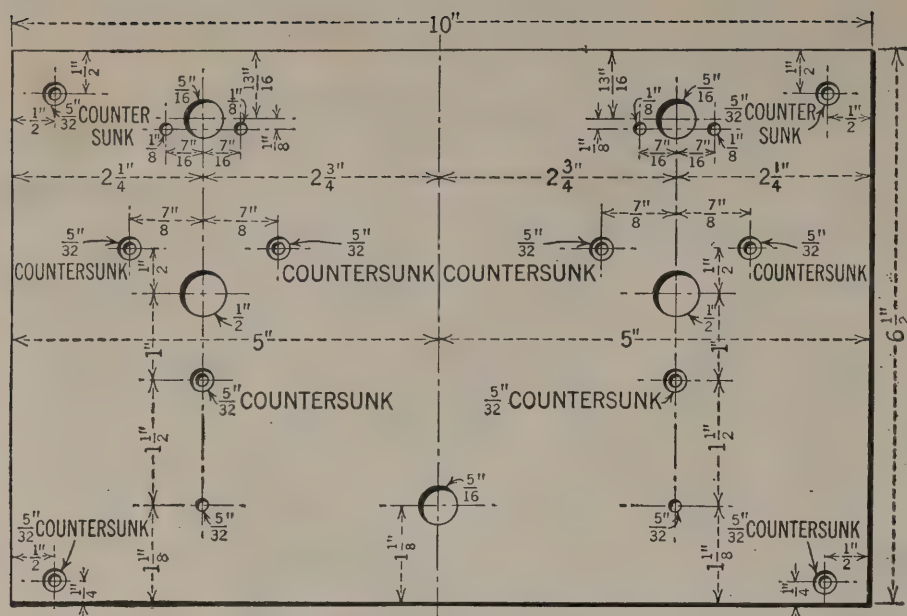 10"
1/2" 13/16" 13/16" 1/2"
5/32" COUNTER SUNK 5/16" 1/8" 1/8" 5/16" 5/32" COUNTER SUNK
1/2" 1/8" 1/8" 1/8" 1/8" 1/2"
7/16" 7/16" 7/16" 7/16"
2 1/4" 2 3/4" 2 3/4" 2 1/4"
7/8" 7/8" 7/8" 7/8"
5/32" 5/32" 5/32" 5/32"
COUNTERSUNK 1/2" COUNTERSUNK COUNTERSUNK 1/2" COUNTERSUNK
1/2" 1/2"
5" 5" 6 1/2"
1" 1"
5/32" COUNTERSUNK 5/32" COUNTERSUNK
1 1/2" 1 1/2"
5/16"
5/32" COUNTERSUNK 5/32" 5/32" 5/32" COUNTERSUNK
1/2" 1 1/8" 1 1/8" 1 1/8" 1/2"
1/4" 1/4"